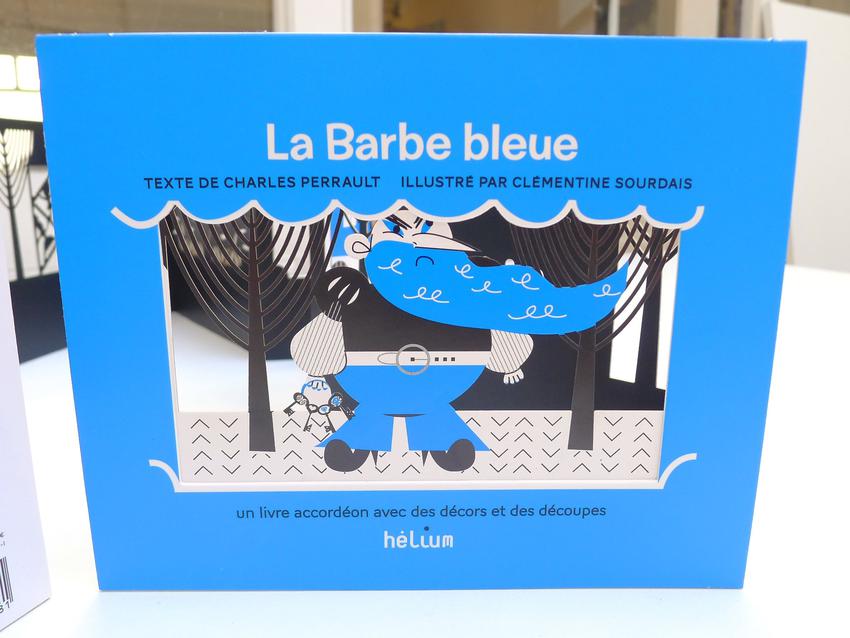 La Barbe bleue
TEXTE DE CHARLES PERRAULT ILLUSTRÉ PAR CLÉMENTINE SOURDAIS
un livre accordéon avec des décors et des découpes
hélium